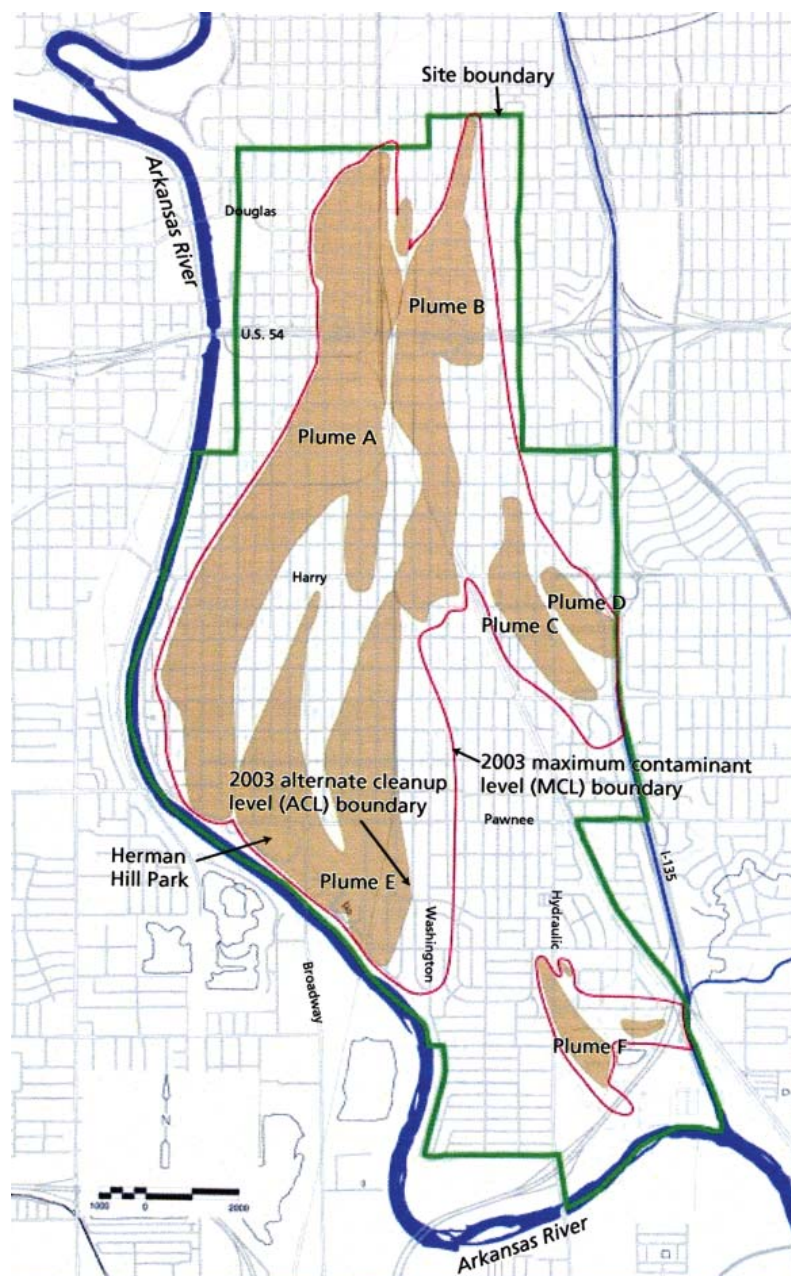 Site boundary
Arkansas River
Douglas
Plume B
U.S. 54
Plume A
Harry
Plume D
Plume C
2003 maximum contaminant
level (MCL) boundary
2003 alternate cleanup
level (ACL) boundary
Pawnee
Herman
Hill Park
I-135
Plume E
Washington
Hydraulic
Broadway
Plume F
N
1000
0
2000
Arkansas River